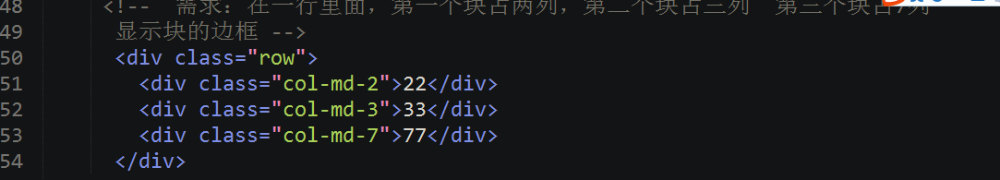 48 <!-- 需求：在一行里面，第一个块占两列，第二个块占三列 第三个块占7列
49 显示块的边框 -->
50 <div class="row">
51 <div class="col-md-2">22</div>
52 <div class="col-md-3">33</div>
53 <div class="col-md-7">77</div>
54 </div>